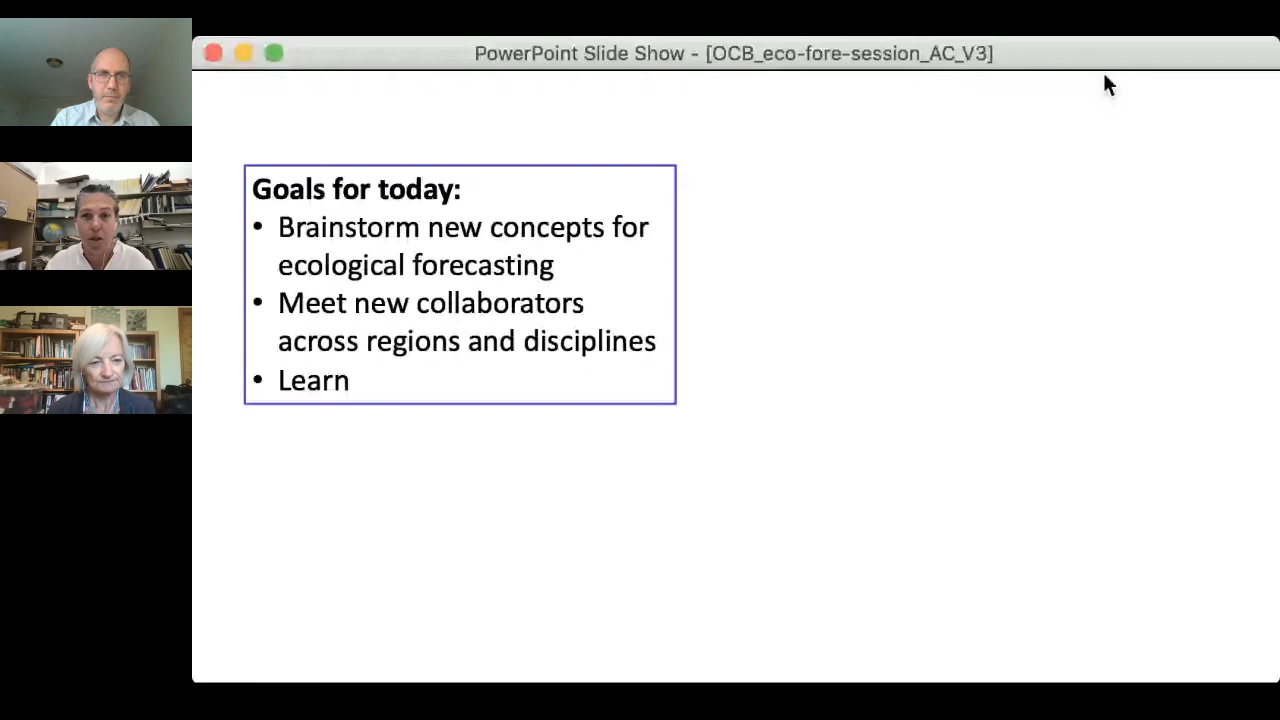 PowerPoint Slide Show - [OCB_eco-fore-session_AC_V3]
Goals for today:
• Brainstorm new concepts for
ecological forecasting
• Meet new collaborators
across regions and disciplines
• Learn